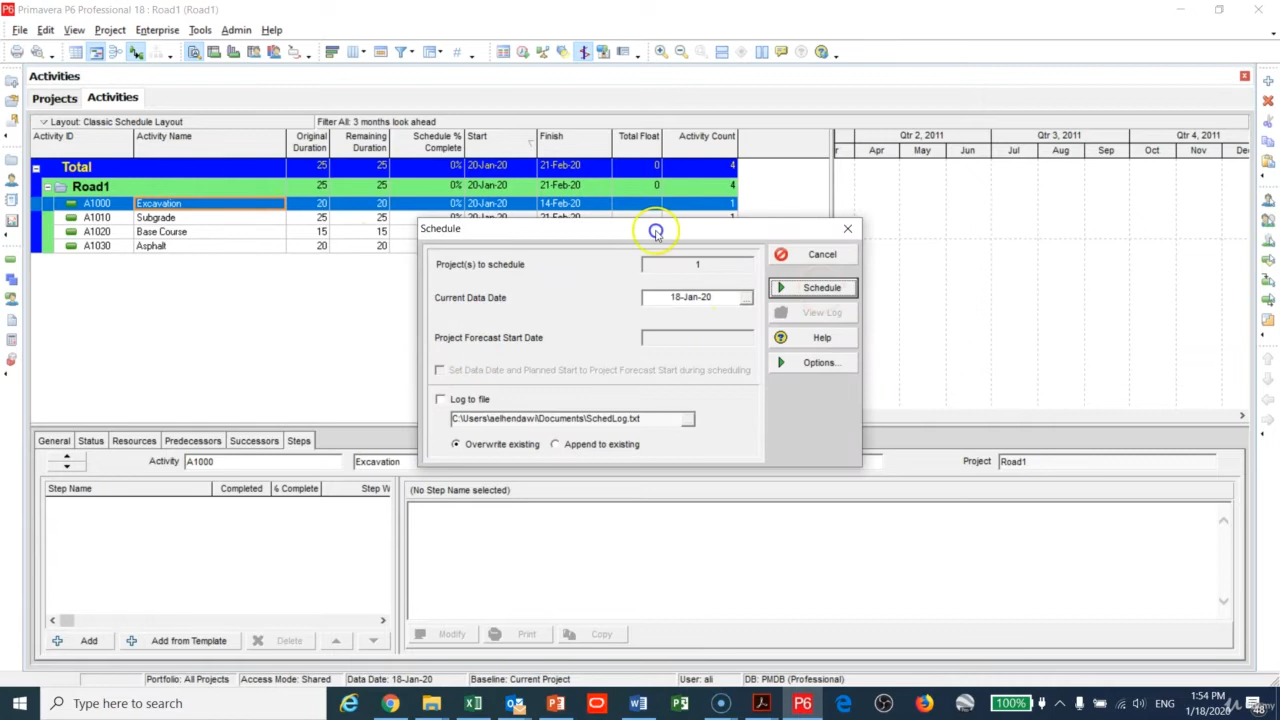 P6 Primavera P6 Professional 18 : Road1 (Road1)
File Edit View Project Enterprise Tools Admin Help
Activities
Projects Activities
Layout: Classic Schedule Layout Filter All: 3 months look ahead
Activity ID Activity Name Original Duration Remaining Duration Schedule % Complete Start Finish Total Float Activity Count
Qtr 2, 2011 Qtr 3, 2011 Qtr 4, 2011
r Apr May Jun Jul Aug Sep Oct Nov De
Total 25 25 0% 20-Jan-20 21-Feb-20 0 4
Road1 25 25 0% 20-Jan-20 21-Feb-20 0 4
A1000 Excavation 20 20 0% 20-Jan-20 14-Feb-20 1
A1010 Subgrade 25 25 0% 20-Jan-20 21-Feb-20
A1020 Base Course 15 15
A1030 Asphalt 20 20
Schedule
Project(s) to schedule 1
Current Data Date 18-Jan-20 ...
Project Forecast Start Date
Set Data Date and Planned Start to Project Forecast Start during scheduling
Log to file
C:\Users\aelhendawi\Documents\SchedLog.txt
Overwrite existing Append to existing
Cancel
Schedule
View Log
Help
Options...
General Status Resources Predecessors Successors Steps
Activity A1000 Excavation Project Road1
Step Name Completed % Complete Step W
(No Step Name selected)
Add Add from Template Delete
Modify Print Copy
Portfolio: All Projects Access Mode: Shared Data Date: 18-Jan-20 Baseline: Current Project User: ali DB: PMDB (Professional)
Type here to search
P6
100%
ENG
1:54 PM
1/18/2020
48